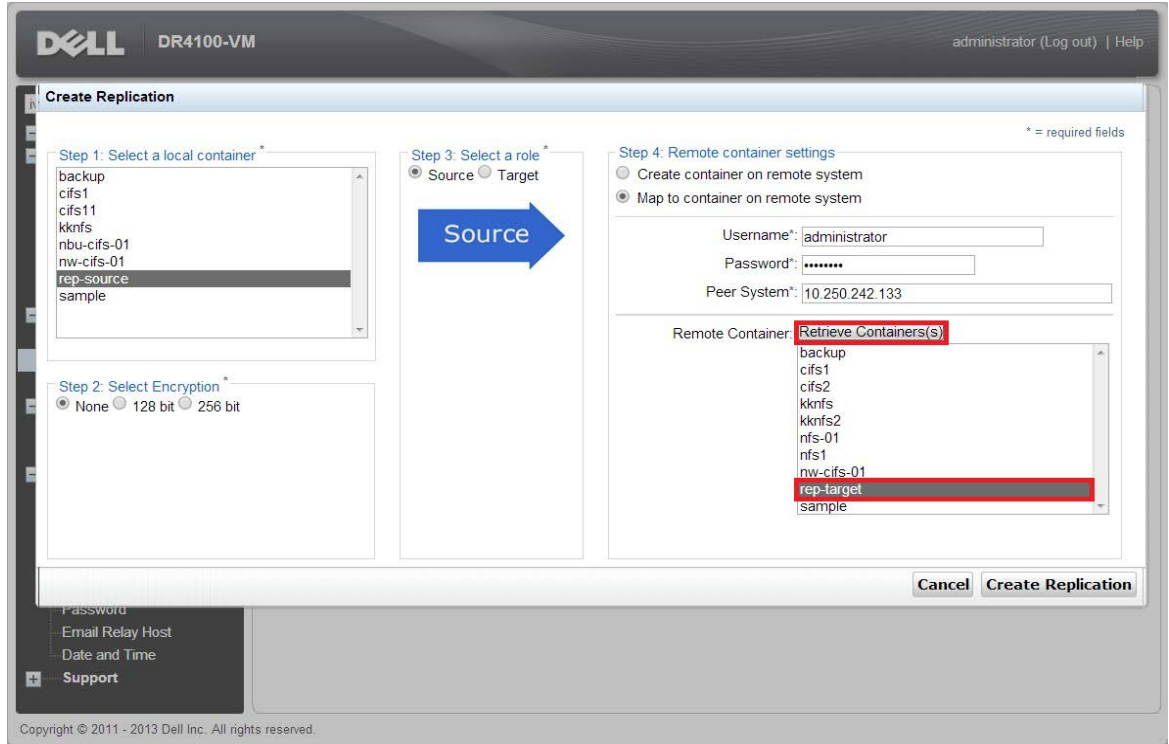 DELL DR4100-VM
administrator (Log out) | Help
Create Replication
* = required fields
Step 1: Select a local container *
backup
cifs1
cifs11
kknfs
nbu-cifs-01
nw-cifs-01
rep-source
sample
Step 2: Select Encryption *
None 128 bit 256 bit
Step 3: Select a role *
Source Target
Source
Step 4: Remote container settings
Create container on remote system
Map to container on remote system
Username*: administrator
Password*: ••••••••
Peer System*: 10.250.242.133
Remote Container: Retrieve Containers(s)
backup
cifs1
cifs2
kknfs
kknfs2
nfs-01
nfs1
nw-cifs-01
rep-target
sample
Cancel Create Replication
Password
Email Relay Host
Date and Time
Support
Copyright © 2011 - 2013 Dell Inc. All rights reserved.